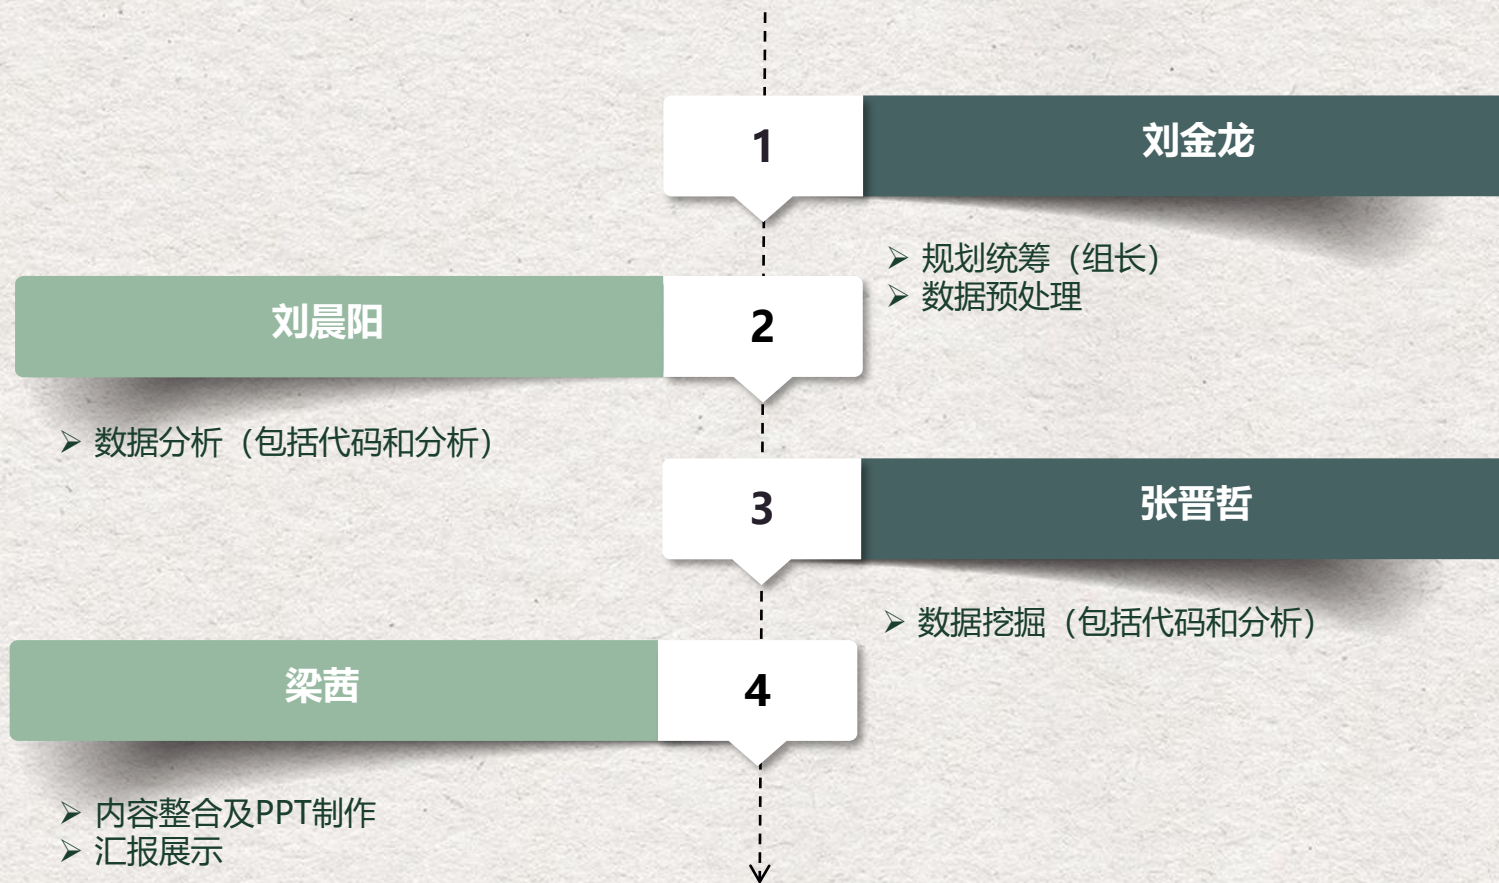 1
刘金龙
➢ 规划统筹（组长）
➢ 数据预处理
刘晨阳
2
➢ 数据分析（包括代码和分析）
3
张晋哲
➢ 数据挖掘（包括代码和分析）
梁茜
4
➢ 内容整合及PPT制作
➢ 汇报展示